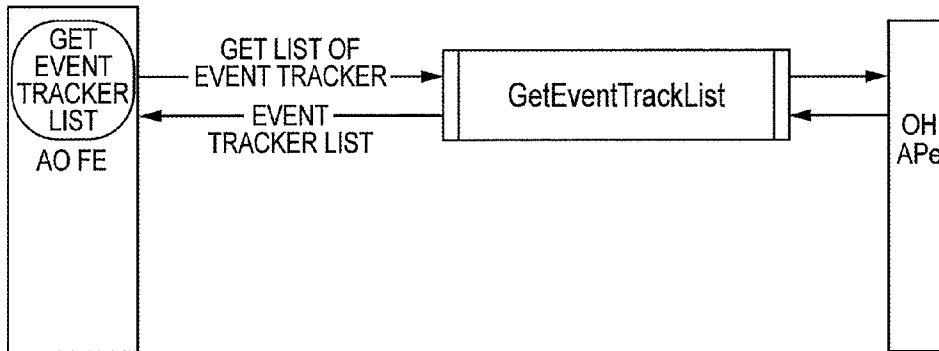 GET
EVENT
TRACKER
LIST
AO FE
GET LIST OF
EVENT TRACKER
EVENT
TRACKER LIST
GetEventTrackList
OH
APe